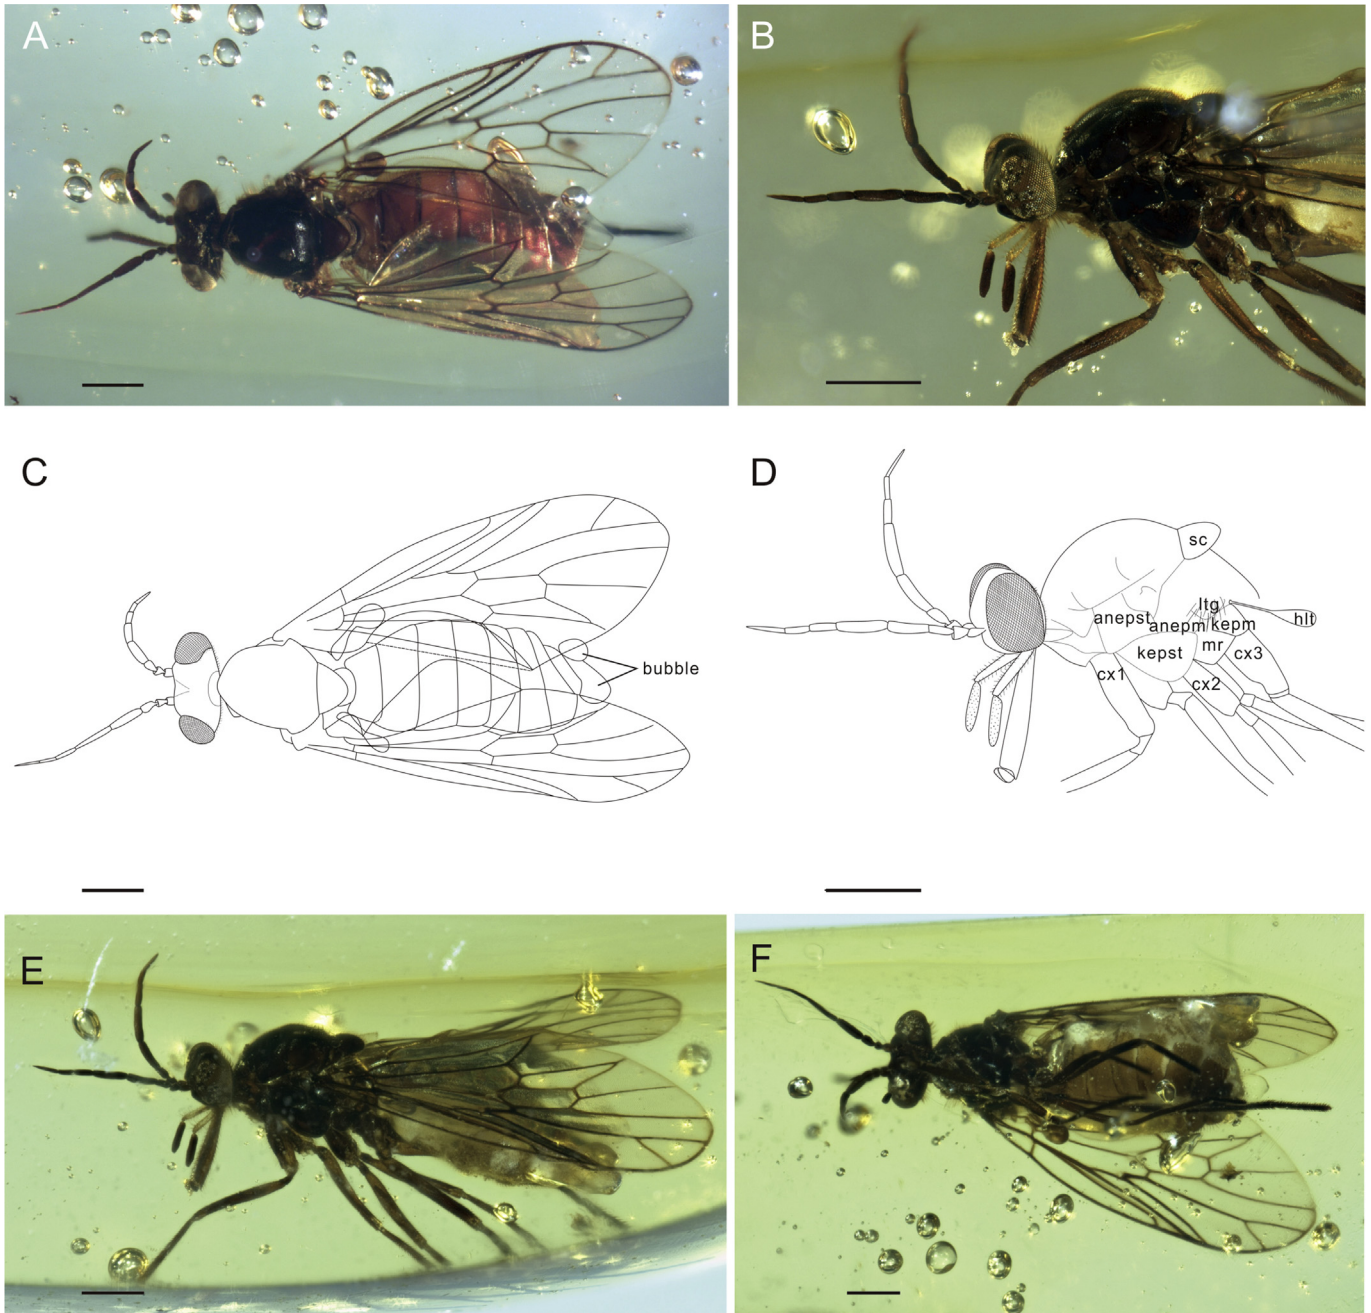 A
B
C
bubble
D
sc
ltg
hlt
anepst
anepm
kepm
kepst
mr
cx3
cx1
cx2
E
F